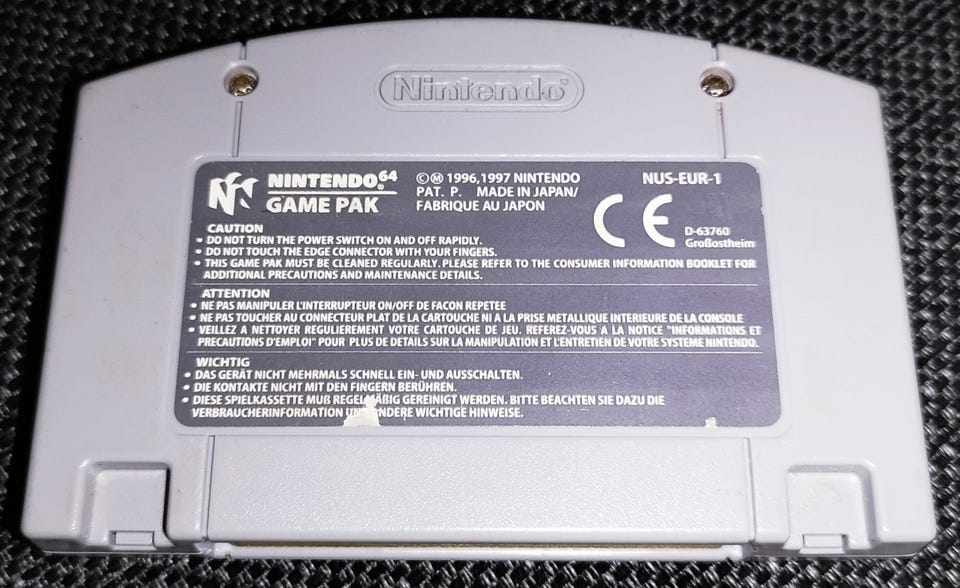 Nintendo®
NINTENDO64®
GAME PAK
©Ⓜ 1996,1997 NINTENDO
PAT. P. MADE IN JAPAN/
FABRIQUE AU JAPON
NUS-EUR-1
CE
D-63760
Großostheim
CAUTION
• DO NOT TURN THE POWER SWITCH ON AND OFF RAPIDLY.
• DO NOT TOUCH THE EDGE CONNECTOR WITH YOUR FINGERS.
• THIS GAME PAK MUST BE CLEANED REGULARLY. PLEASE REFER TO THE CONSUMER INFORMATION BOOKLET FOR
ADDITIONAL PRECAUTIONS AND MAINTENANCE DETAILS.
ATTENTION
• NE PAS MANIPULER L'INTERRUPTEUR ON/OFF DE FACON REPETEE
• NE PAS TOUCHER AU CONNECTEUR PLAT DE LA CARTOUCHE NI A LA PRISE METALLIQUE INTERIEURE DE LA CONSOLE
• VEILLEZ A NETTOYER REGULIEREMENT VOTRE CARTOUCHE DE JEU. REFEREZ-VOUS A LA NOTICE "INFORMATIONS ET
PRECAUTIONS D'EMPLOI" POUR PLUS DE DETAILS SUR LA MANIPULATION ET L'ENTRETIEN DE VOTRE SYSTEME NINTENDO.
WICHTIG
• DAS GERÄT NICHT MEHRMALS SCHNELL EIN- UND AUSSCHALTEN.
• DIE KONTAKTE NICHT MIT DEN FINGERN BERÜHREN.
• DIESE SPIELKASSETTE MUß REGELMÄßIG GEREINIGT WERDEN. BITTE BEACHTEN SIE DAZU DIE
VERBRAUCHERINFORMATION UND ANDERE WICHTIGE HINWEISE.